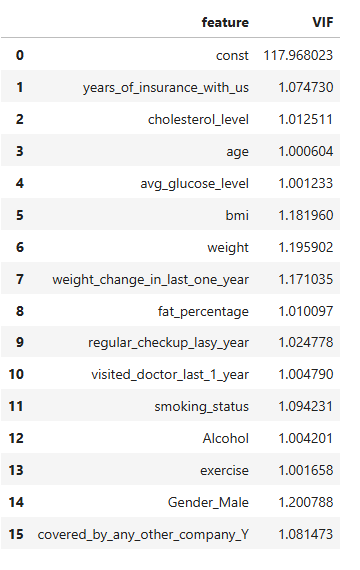 feature VIF
0 const 117.968023
1 years_of_insurance_with_us 1.074730
2 cholesterol_level 1.012511
3 age 1.000604
4 avg_glucose_level 1.001233
5 bmi 1.181960
6 weight 1.195902
7 weight_change_in_last_one_year 1.171035
8 fat_percentage 1.010097
9 regular_checkup_lasy_year 1.024778
10 visited_doctor_last_1_year 1.004790
11 smoking_status 1.094231
12 Alcohol 1.004201
13 exercise 1.001658
14 Gender_Male 1.200788
15 covered_by_any_other_company_Y 1.081473